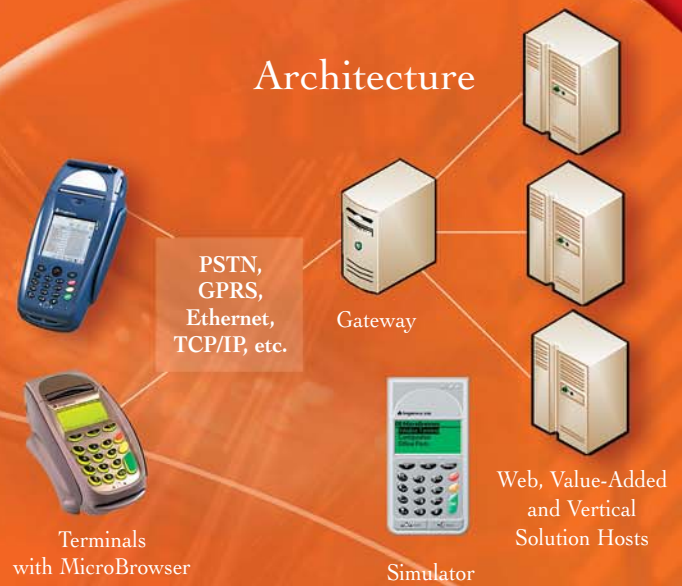 Architecture
PSTN,
GPRS,
Ethernet,
TCP/IP, etc.
Gateway
Web, Value-Added
and Vertical
Solution Hosts
Terminals
with MicroBrowser
Simulator